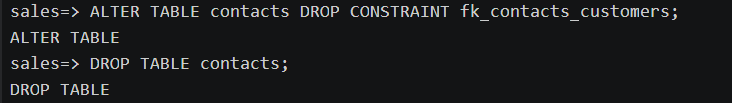 sales=> ALTER TABLE contacts DROP CONSTRAINT fk_contacts_customers;
ALTER TABLE
sales=> DROP TABLE contacts;
DROP TABLE